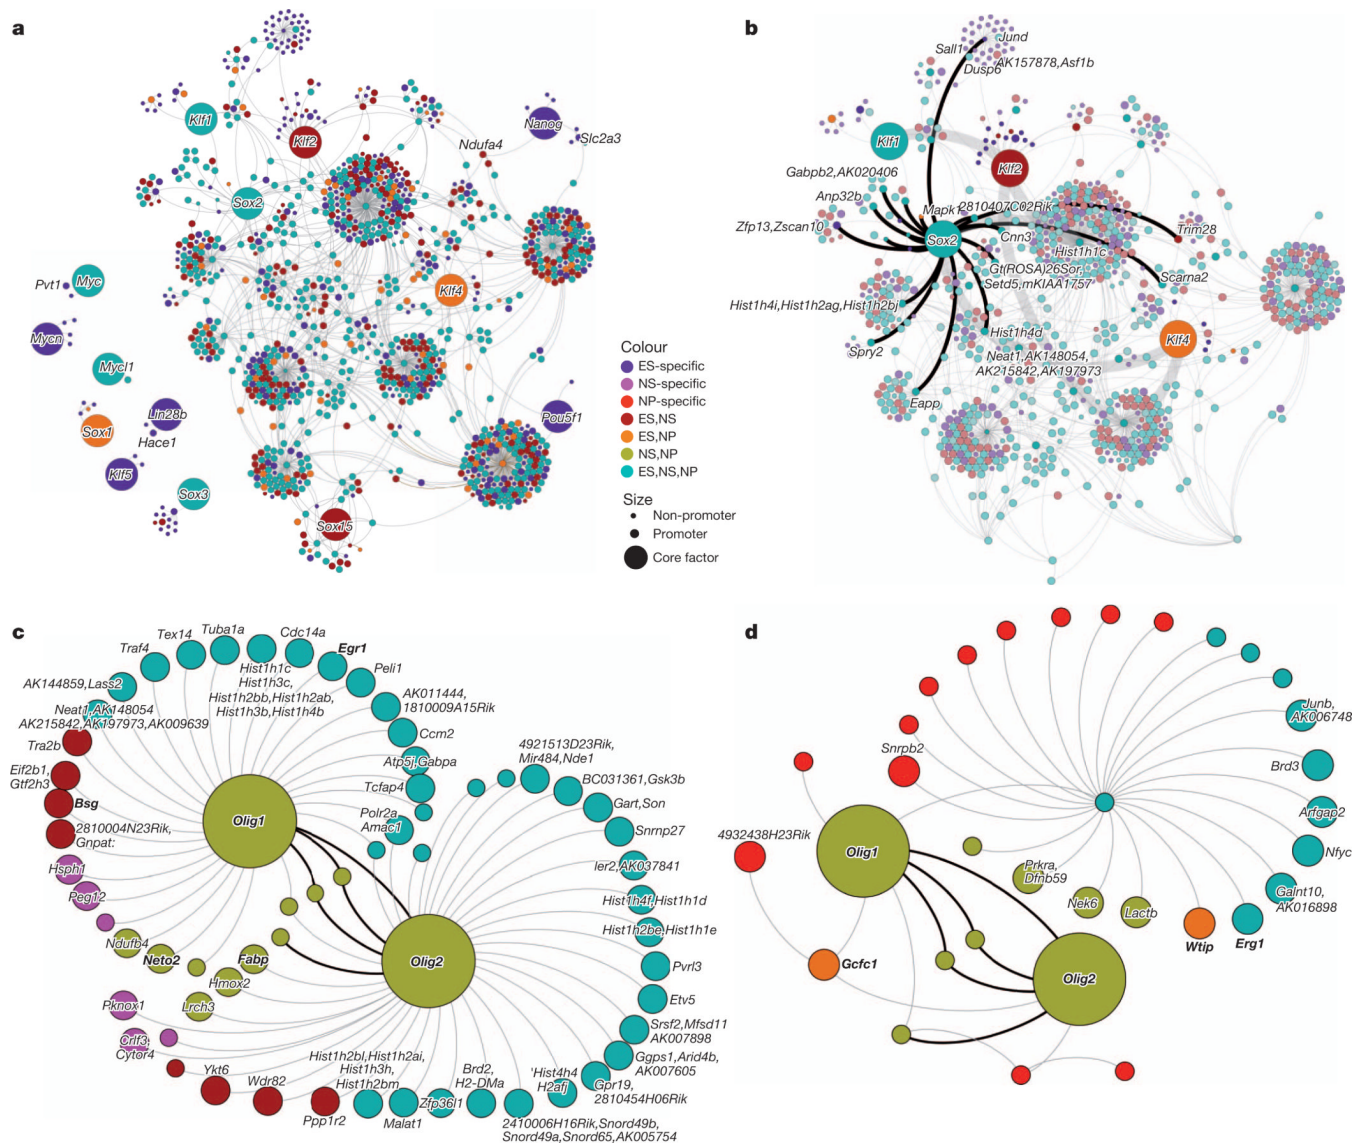 a
Klf1
Klf2
Nanog
Slc2a3
Ndufa4
Sox2
Pvt1
Myc
Klf4
Mycn
Mycl1
Lin28b
Sox1
Hace1
Klf5
Sox3
Pou5f1
Sox15
Colour
ES-specific
NS-specific
NP-specific
ES,NS
ES,NP
NS,NP
ES,NS,NP
Size
Non-promoter
Promoter
Core factor
b
Jund
Sall1
Dusp6
AK157878,Asf1b
Klf1
Klf2
Gabpb2,AK020406
Anp32b
Mapk1
2810407C02Rik
Zfp13,Zscan10
Sox2
Cnn3
Trim28
Hist1h1c
Gt(ROSA)26Sor,
Setd5,mKIAA1757
Scarna2
Hist1h4i,Hist1h2ag,Hist1h2bj
Hist1h4d
Klf4
Spry2
Neat1,AK148054,
AK215842,AK197973
Eapp
c
Tex14
Tuba1a
Cdc14a
Traf4
Egr1
Hist1h1c
Hist1h3c,
Hist1h2bb,Hist1h2ab,
Hist1h3b,Hist1h4b
Peli1
AK144859,Lass2
AK011444,
1810009A15Rik
Neat1,AK148054
AK215842,AK197973,AK009639
Ccm2
Tra2b
Atp5j,Gabpa
4921513D23Rik,
Mir484,Nde1
Eif2b1,
Gtf2h3
Tcfap4
BC031361,Gsk3b
Bsg
Polr2a
Amac1
Gart,Son
Olig1
2810004N23Rik,
Gnpat:
Snrnp27
Hsph1
Ier2,AK037841
Peg12
Hist1h4f,Hist1h1d
Ndufb4
Hist1h2be,Hist1h1e
Neto2
Fabp
Olig2
Pvrl3
Hmox2
Lrch3
Etv5
Pknox1
Srsf2,Mfsd11
AK007898
Crlf3,
Cytor4
Ggps1,Arid4b,
AK007605
Ykt6
Wdr82
Hist1h2bl,Hist1h2ai,
Hist1h3h,
Hist1h2bm
Brd2,
H2-DMa
'Hist4h4
H2afj
Gpr19,
2810454H06Rik
Ppp1r2
Malat1
Zfp36l1
2410006H16Rik,Snord49b,
Snord49a,Snord65,AK005754
d
Junb,
AK006748
Snrpb2
Brd3
Arfgap2
4932438H23Rik
Olig1
Nfyc
Prkra,
Dfnb59
Galnt10,
AK016898
Nek6
Lactb
Wtip
Erg1
Gcfc1
Olig2